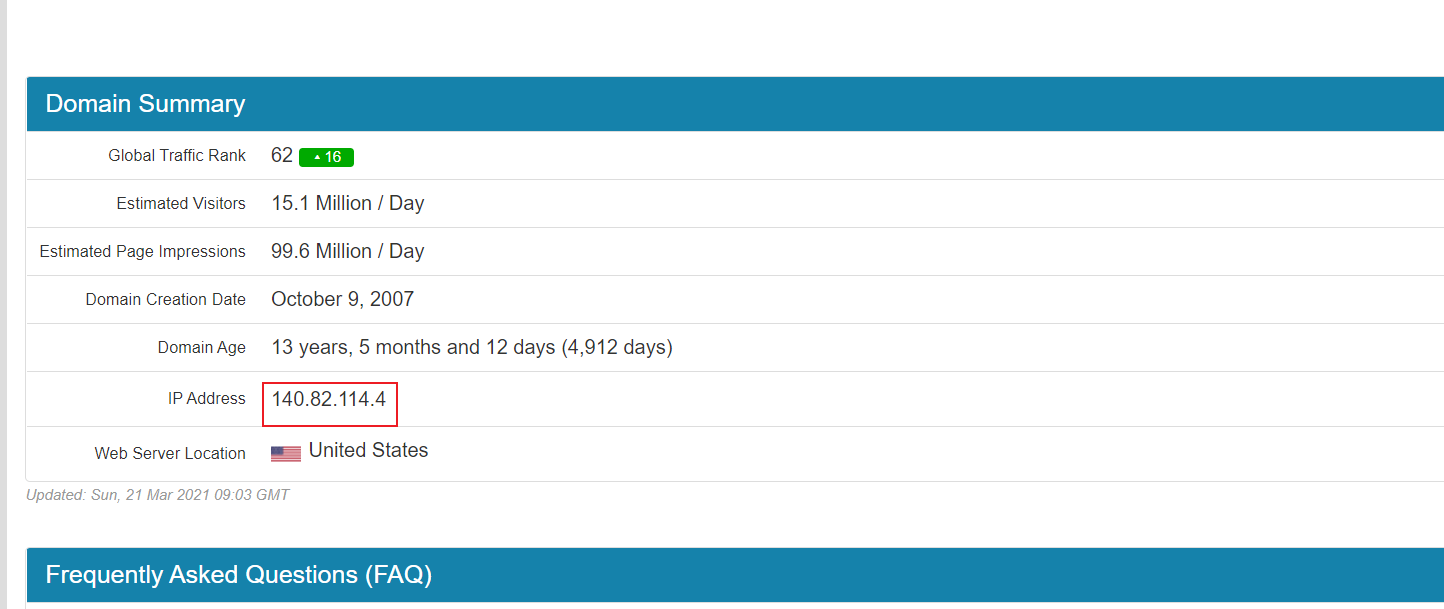 Domain Summary
Global Traffic Rank 62 ▲ 16
Estimated Visitors 15.1 Million / Day
Estimated Page Impressions 99.6 Million / Day
Domain Creation Date October 9, 2007
Domain Age 13 years, 5 months and 12 days (4,912 days)
IP Address 140.82.114.4
Web Server Location United States
Updated: Sun, 21 Mar 2021 09:03 GMT
Frequently Asked Questions (FAQ)